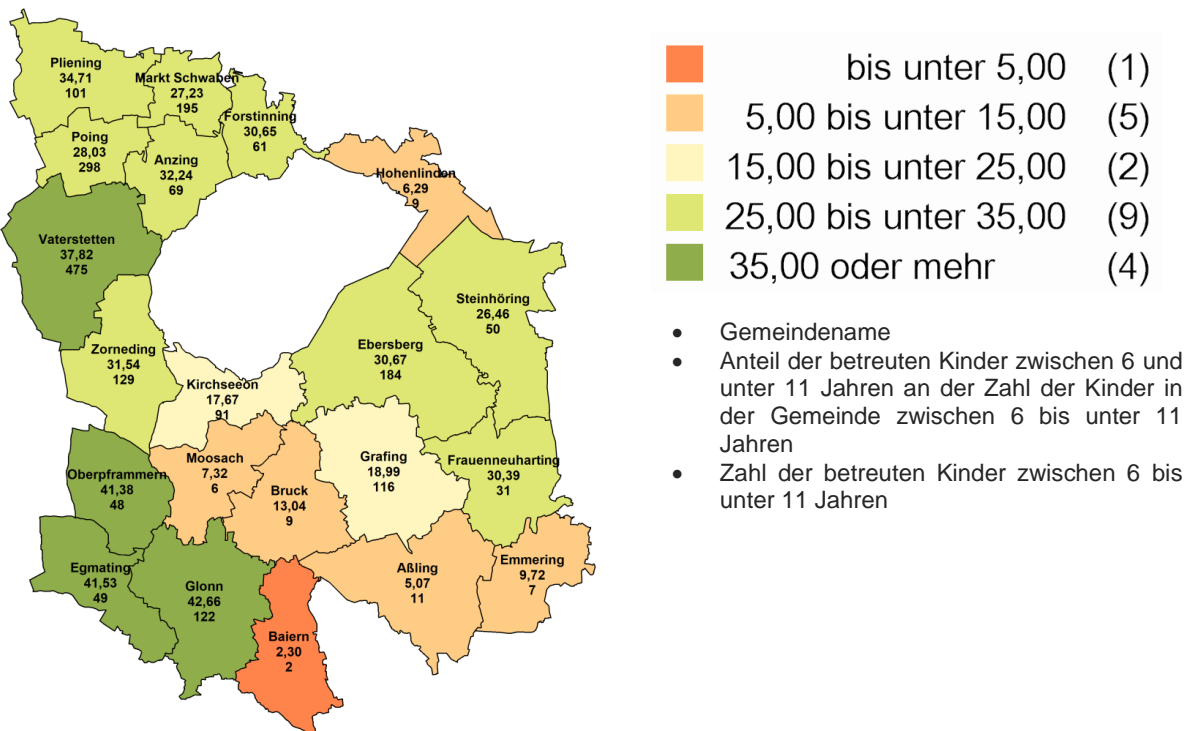 Pliening
34,71
101
Markt Schwaben
27,23
195
Forstinning
30,65
61
Poing
28,03
298
Anzing
32,24
69
Hohenlinden
6,29
9
Vaterstetten
37,82
475
Steinhöring
26,46
50
Zorneding
31,54
129
Ebersberg
30,67
184
Kirchseeon
17,67
91
Moosach
7,32
6
Grafing
18,99
116
Frauenneuharting
30,39
31
Oberpframmern
41,38
48
Bruck
13,04
9
Egmating
41,53
49
Glonn
42,66
122
Aßling
5,07
11
Emmering
9,72
7
Baiern
2,30
2
bis unter 5,00 (1)
5,00 bis unter 15,00 (5)
15,00 bis unter 25,00 (2)
25,00 bis unter 35,00 (9)
35,00 oder mehr (4)
• Gemeindename
• Anteil der betreuten Kinder zwischen 6 und
unter 11 Jahren an der Zahl der Kinder in
der Gemeinde zwischen 6 bis unter 11
Jahren
• Zahl der betreuten Kinder zwischen 6 bis
unter 11 Jahren